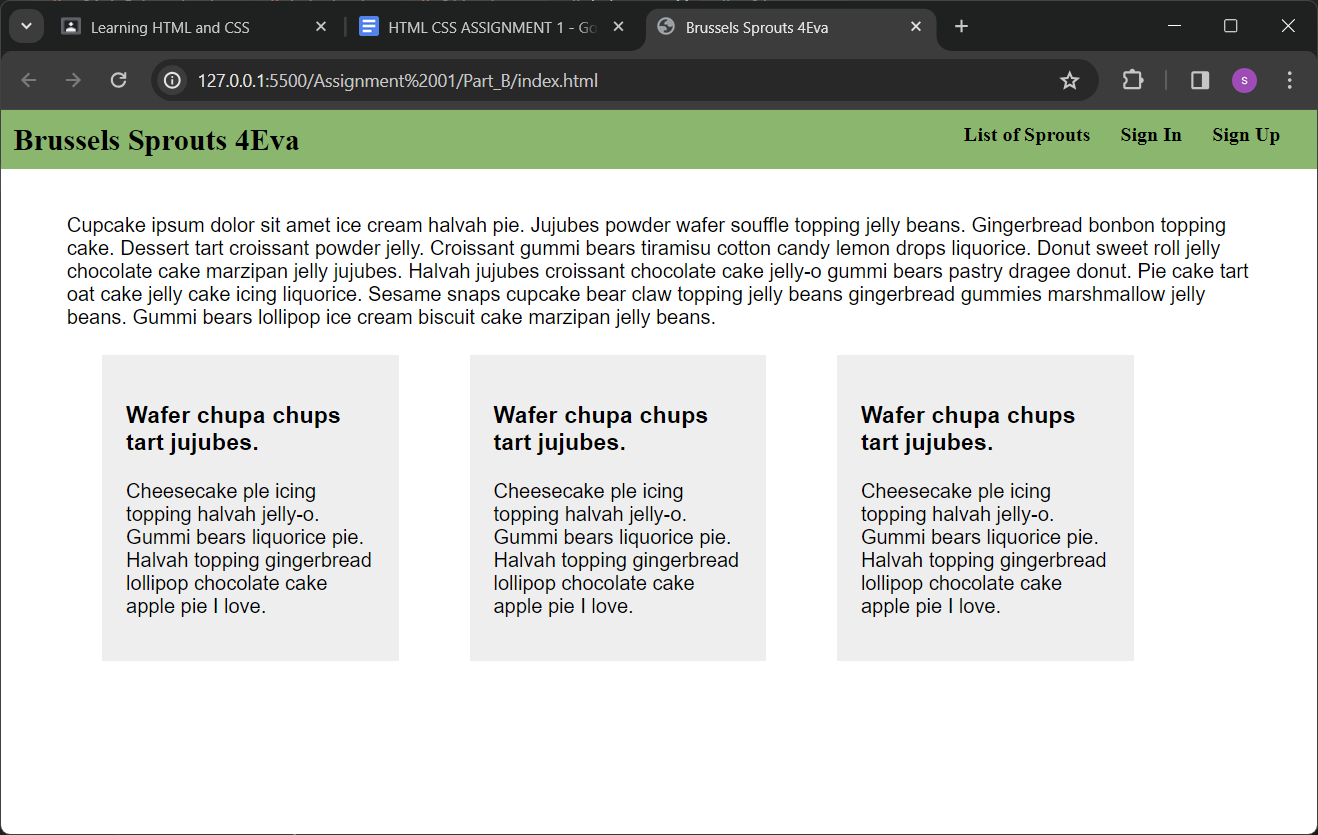 Learning HTML and CSS
HTML CSS ASSIGNMENT 1 - Go
Brussels Sprouts 4Eva
127.0.0.1:5500/Assignment%2001/Part_B/index.html
s
Brussels Sprouts 4Eva
List of Sprouts
Sign In
Sign Up
Cupcake ipsum dolor sit amet ice cream halvah pie. Jujubes powder wafer souffle topping jelly beans. Gingerbread bonbon topping
cake. Dessert tart croissant powder jelly. Croissant gummi bears tiramisu cotton candy lemon drops liquorice. Donut sweet roll jelly
chocolate cake marzipan jelly jujubes. Halvah jujubes croissant chocolate cake jelly-o gummi bears pastry dragee donut. Pie cake tart
oat cake jelly cake icing liquorice. Sesame snaps cupcake bear claw topping jelly beans gingerbread gummies marshmallow jelly
beans. Gummi bears lollipop ice cream biscuit cake marzipan jelly beans.
Wafer chupa chups
tart jujubes.
Cheesecake ple icing
topping halvah jelly-o.
Gummi bears liquorice pie.
Halvah topping gingerbread
lollipop chocolate cake
apple pie I love.
Wafer chupa chups
tart jujubes.
Cheesecake ple icing
topping halvah jelly-o.
Gummi bears liquorice pie.
Halvah topping gingerbread
lollipop chocolate cake
apple pie I love.
Wafer chupa chups
tart jujubes.
Cheesecake ple icing
topping halvah jelly-o.
Gummi bears liquorice pie.
Halvah topping gingerbread
lollipop chocolate cake
apple pie I love.